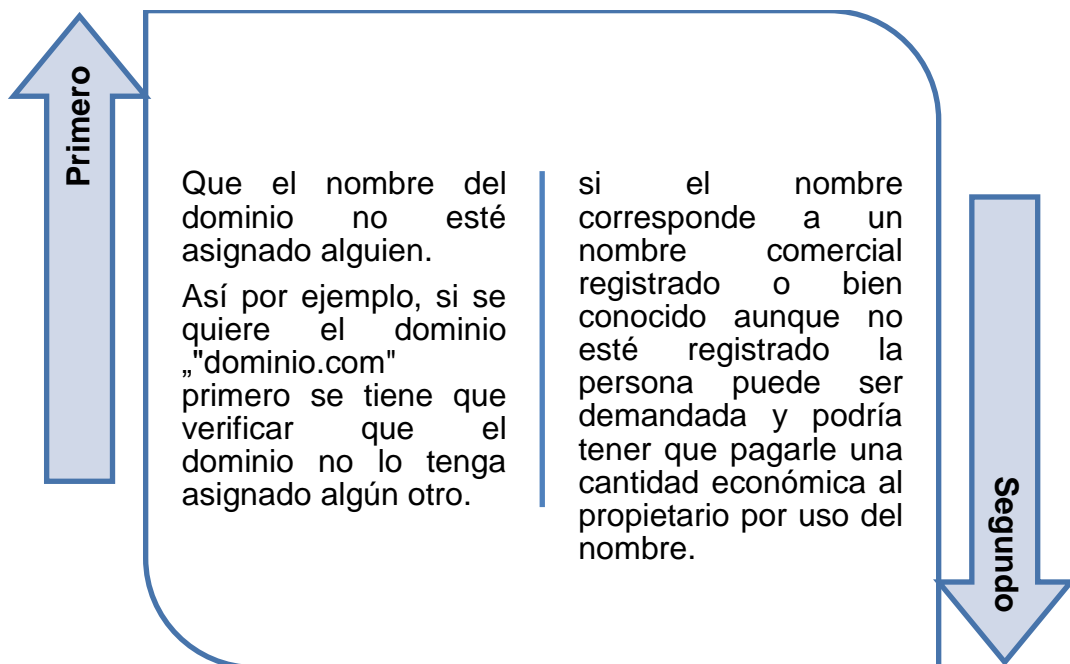 Primero
Que el nombre del
dominio no esté
asignado alguien.
Así por ejemplo, si se
quiere el dominio
„"dominio.com"
primero se tiene que
verificar que el
dominio no lo tenga
asignado algún otro.
si el nombre
corresponde a un
nombre comercial
registrado o bien
conocido aunque no
esté registrado la
persona puede ser
demandada y podría
tener que pagarle una
cantidad económica al
propietario por uso del
nombre.
Segundo